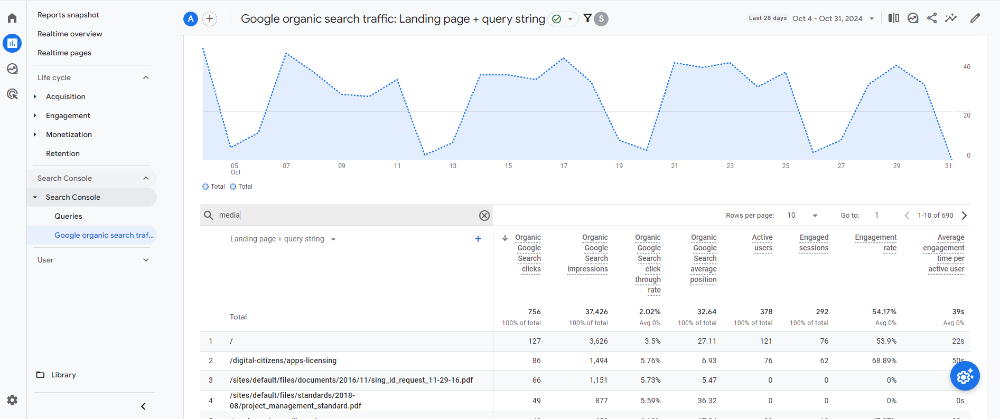 Reports snapshot
Realtime overview
Realtime pages
Life cycle
Acquisition
Engagement
Monetization
Retention
Search Console
Search Console
Queries
Google organic search traf...
User
Library
A
Google organic search traffic: Landing page + query string
S
Last 28 days Oct 4 - Oct 31, 2024
40
20
0
05 07 09 11 13 15 17 19 21 23 25 27 29 31
Oct
Total Total
media
Rows per page: 10 Go to: 1 1-10 of 690
Landing page + query string
Organic Google Search clicks
Organic Google Search impressions
Organic Google Search click through rate
Organic Google Search average position
Active users
Engaged sessions
Engagement rate
Average engagement time per active user
Total 756 37,426 2.02% 32.64 378 292 54.17% 39s
100% of total 100% of total Avg 0% 100% of total 100% of total 100% of total Avg 0% Avg 0%
1 / 127 3,626 3.5% 27.11 121 76 53.9% 22s
2 /digital-citizens/apps-licensing 86 1,494 5.76% 6.93 76 62 68.89% 50s
3 /sites/default/files/documents/2016/11/sing_id_request_11-29-16.pdf 66 1,151 5.73% 5.47 0 0 0%
/sites/default/files/standards/2018-
4 08/project_management_standard.pdf 49 877 5.59% 36.32 0 0 0% 0s